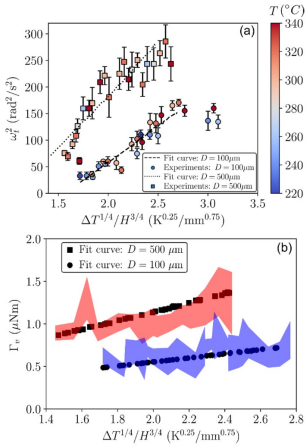 T (°C)
(a)
300
250
200
150
100
50
0
ω_f^2 (rad²/s²)
Fit curve: D = 100μm
Experiments: D = 100μm
Fit curve: D = 500μm
Experiments: D = 500μm
1.5 2.0 2.5 3.0 3.5
ΔT^{1/4}/H^{3/4} (K^{0.25}/mm^{0.75})
340
320
300
280
260
240
220
(b)
Fit curve: D = 500 μm
Fit curve: D = 100 μm
1.5
1.0
0.5
0.0
Γ_v (μNm)
1.4 1.6 1.8 2.0 2.2 2.4 2.6 2.8
ΔT^{1/4}/H^{3/4} (K^{0.25}/mm^{0.75})